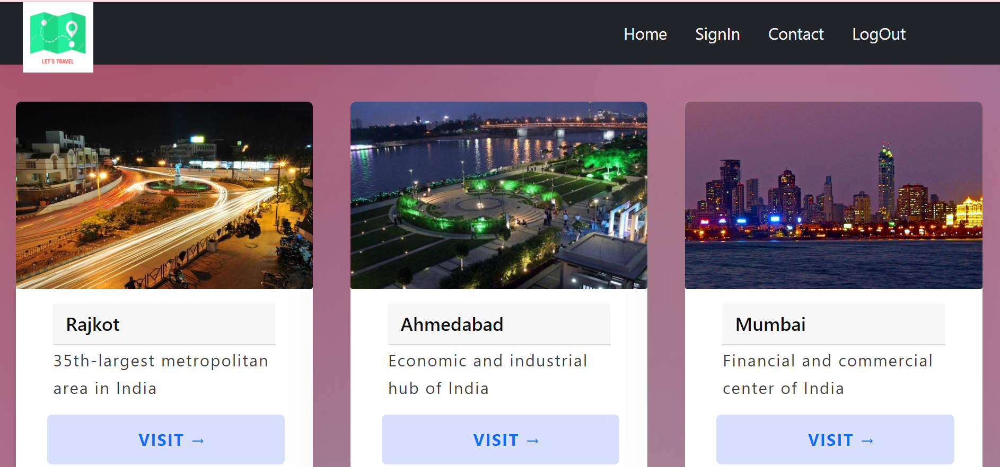 LET'S TRAVEL
Home SignIn Contact LogOut
Rajkot
35th-largest metropolitan
area in India
VISIT →
Ahmedabad
Economic and industrial
hub of India
VISIT →
Mumbai
Financial and commercial
center of India
VISIT →